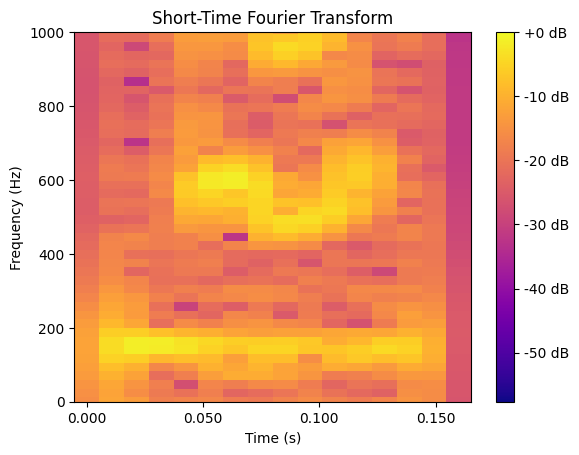 Short-Time Fourier Transform
1000
800
600
400
200
0
Frequency (Hz)
0.000
0.050
0.100
0.150
Time (s)
+0 dB
-10 dB
-20 dB
-30 dB
-40 dB
-50 dB